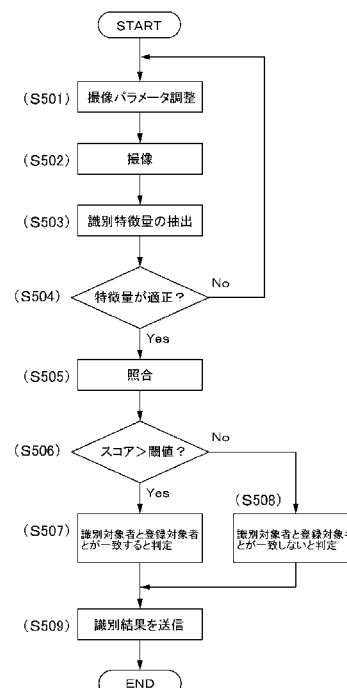 START
(S501) 撮像パラメータ調整
(S502) 撮像
(S503) 識別特徴量の抽出
(S504) 特徴量が適正？ No
Yes
(S505) 照合
(S506) スコア＞閾値？ No
Yes
(S508)
(S507) 識別対象者と登録対象者
とが一致すると判定
識別対象者と登録対象者
とが一致しないと判定
(S509) 識別結果を送信
END